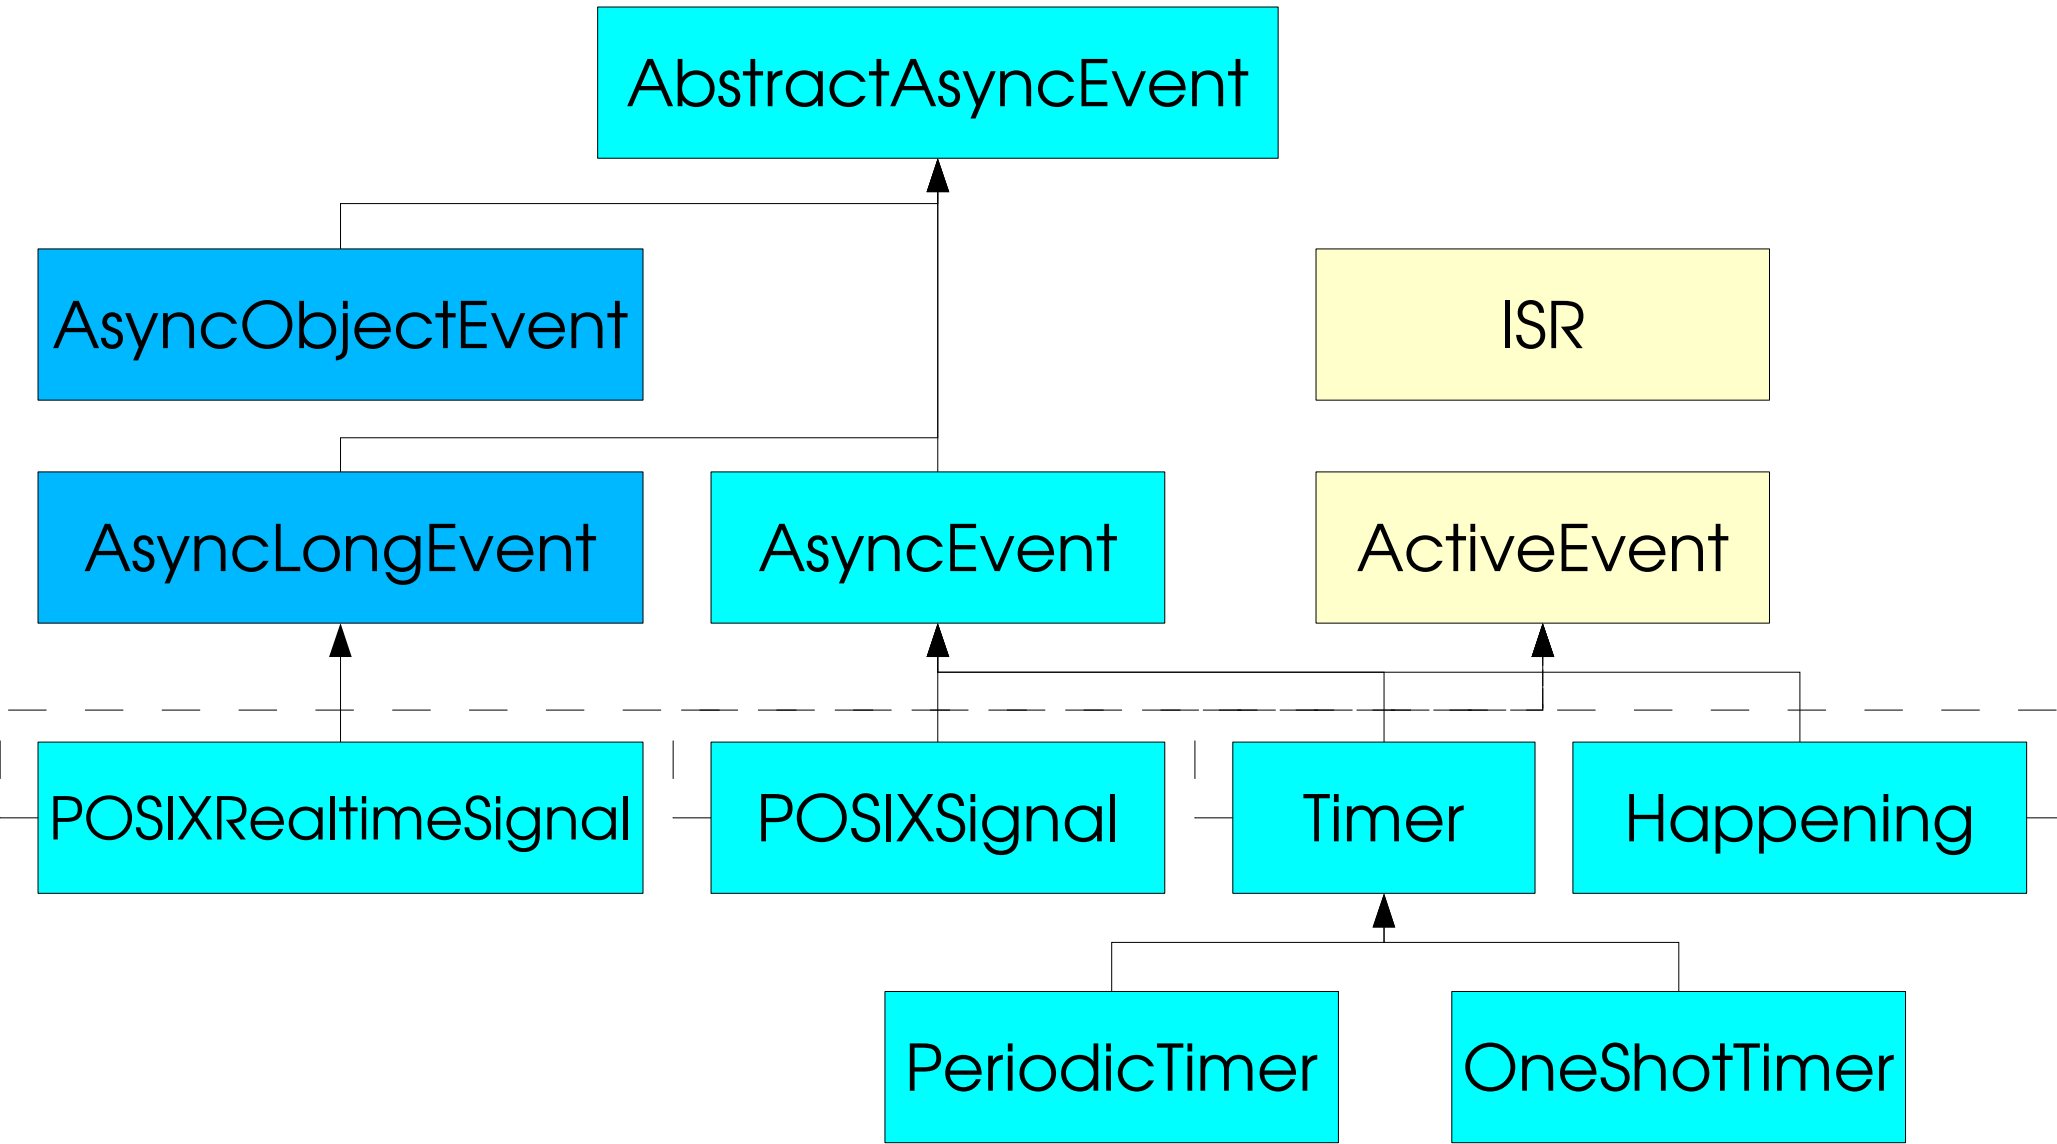 AbstractAsyncEvent
AsyncObjectEvent
ISR
AsyncLongEvent
AsyncEvent
ActiveEvent
POSIXRealtimeSignal
POSIXSignal
Timer
Happening
PeriodicTimer
OneShotTimer